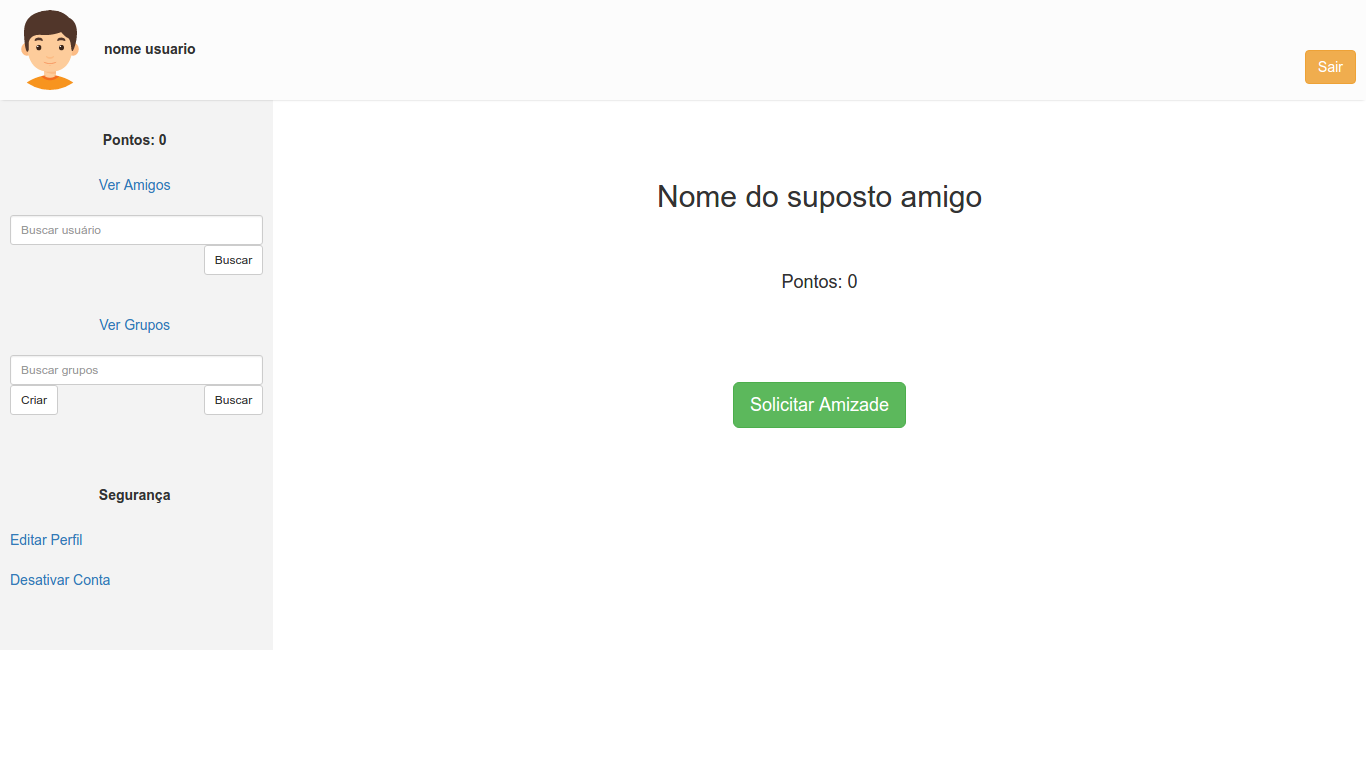 nome usuario
Sair
Pontos: 0
Ver Amigos
Buscar usuário
Buscar
Ver Grupos
Buscar grupos
Criar
Buscar
Segurança
Editar Perfil
Desativar Conta
Nome do suposto amigo
Pontos: 0
Solicitar Amizade